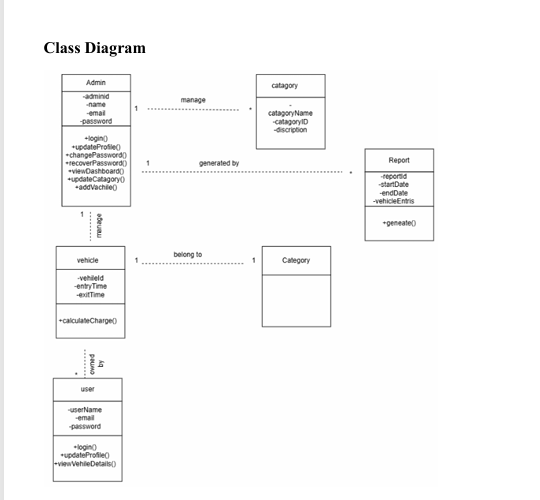 Class Diagram
Admin
-adminid
-name
-email
-password
+login()
+updateProfile()
+changePassword()
+recoverPassword()
+viewDashboard()
+updateCatagory()
+addVachile()
1
manage
*
catagory
-
catagoryName
-catagoryID
-discription
1
generated by
*
Report
-reportid
-startDate
-endDate
-vehicleEntris
+geneate()
1
manage
vehicle
-vehileId
-entryTime
-exitTime
+calculateCharge()
1
belong to
1
Category
owned
by
*
user
-userName
-email
-password
+login()
+updateProfile()
+viewVehileDetails()